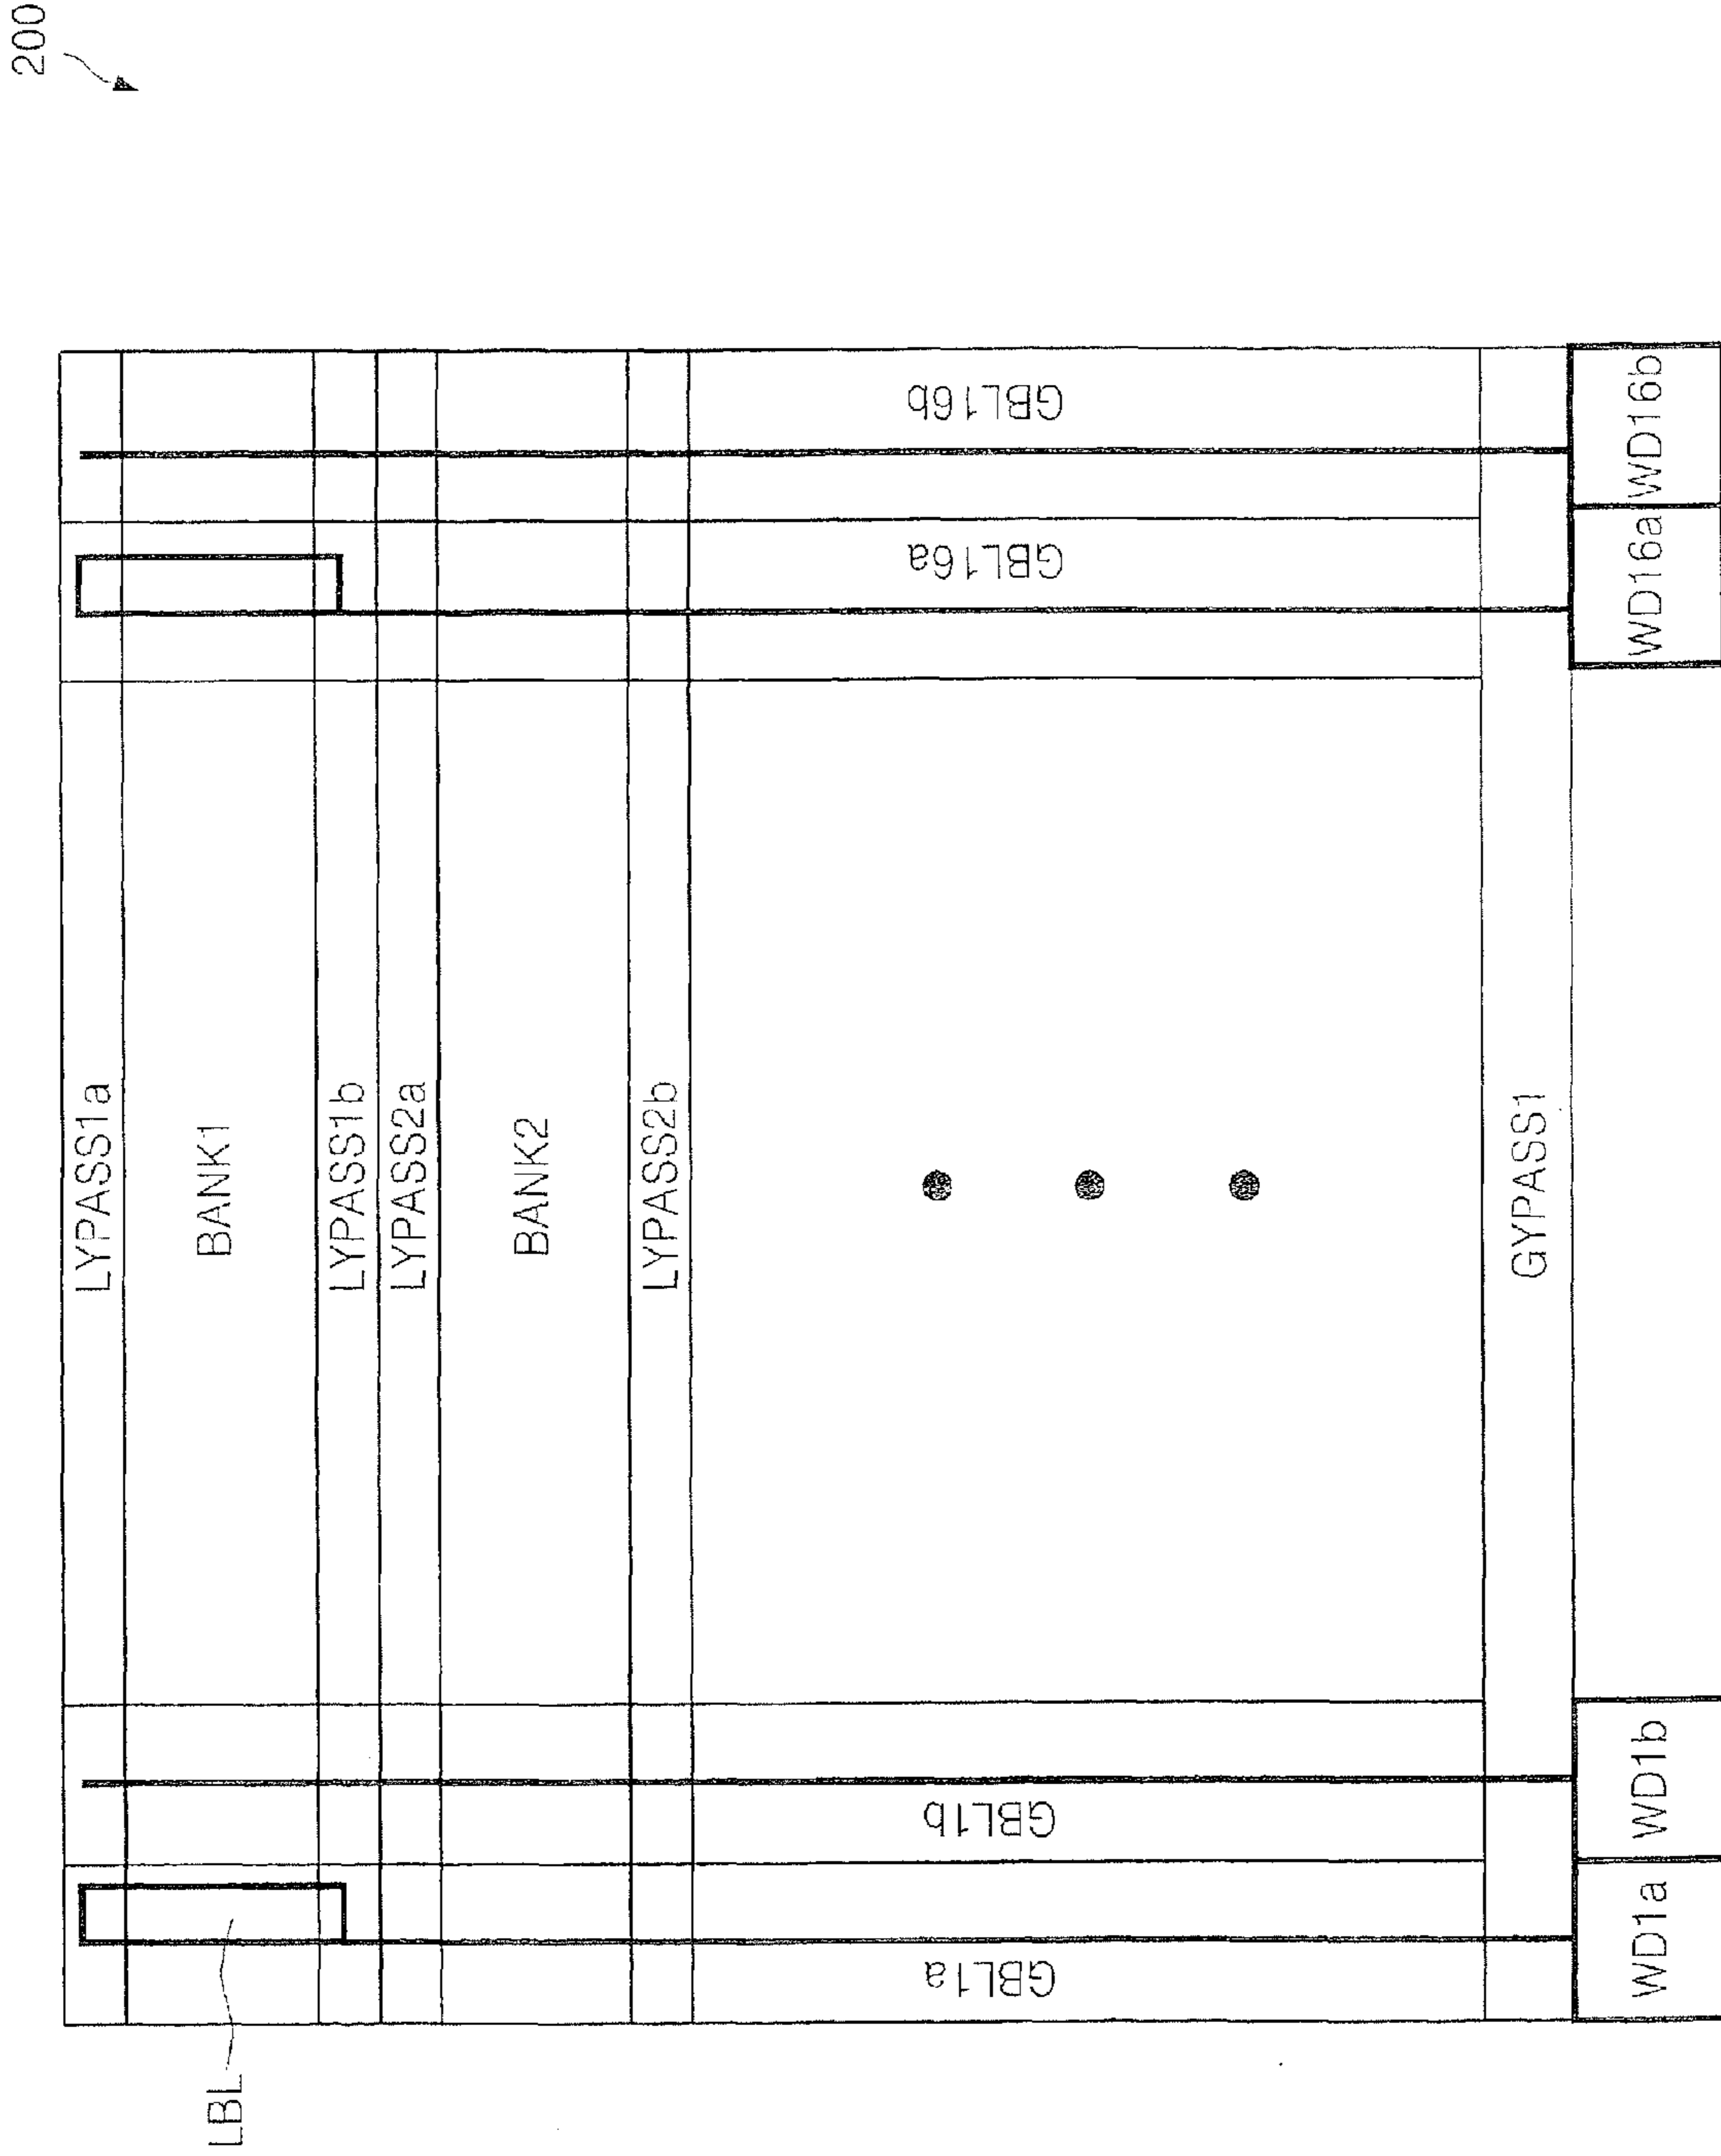 200
LYPASS1a
BANK1
LYPASS1b
LYPASS2a
BANK2
LYPASS2b
GYPASS1
LBL
GBL1a
GBL1b
GBL16a
GBL16b
WD1a
WD1b
WD16a
WD16b